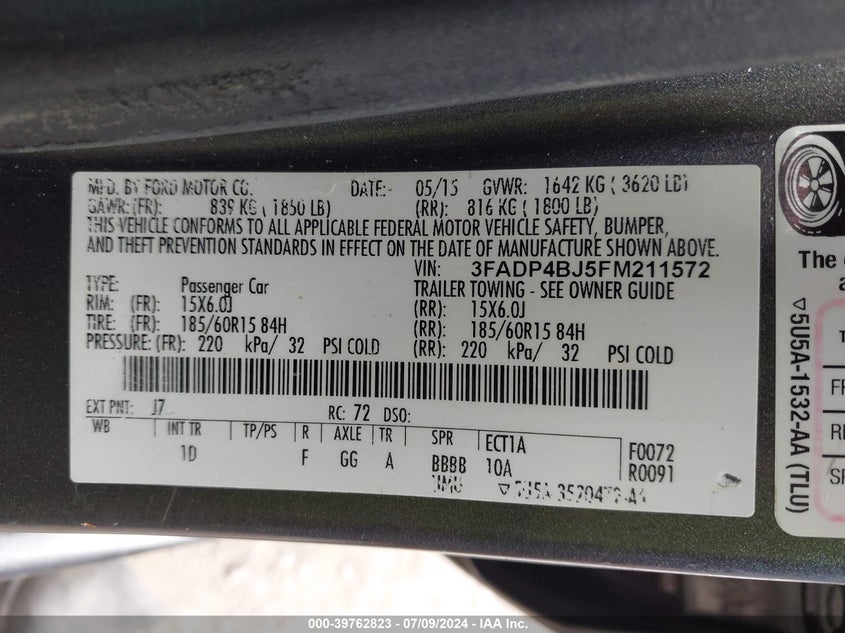 MFD. BY FORD MOTOR CO. DATE:- 05/15 GVWR: 1642 KG ( 3620 LB)
GAWR: (FR): 839 KG ( 1850 LB) (RR): 816 KG ( 1800 LB)
THIS VEHICLE CONFORMS TO ALL APPLICABLE FEDERAL MOTOR VEHICLE SAFETY, BUMPER,
AND THEFT PREVENTION STANDARDS IN EFFECT ON THE DATE OF MANUFACTURE SHOWN ABOVE.
VIN: 3FADP4BJ5FM211572
TYPE: Passenger Car TRAILER TOWING - SEE OWNER GUIDE
RIM: (FR): 15X6.0J (RR): 15X6.0J
TIRE: (FR): 185/60R15 84H (RR): 185/60R15 84H
PRESSURE: (FR): 220 kPa/ 32 PSI COLD (RR): 220 kPa/ 32 PSI COLD
EXT PNT: J7 RC: 72 DSO:
WB INT TR TP/PS R AXLE TR SPR ECT1A F0072
1D F GG A BBBB 10A R0091
UMU
The
▽5U5A-1532-AA (TLU)
000-39762823 | 07/09/2024 | IAA Inc.